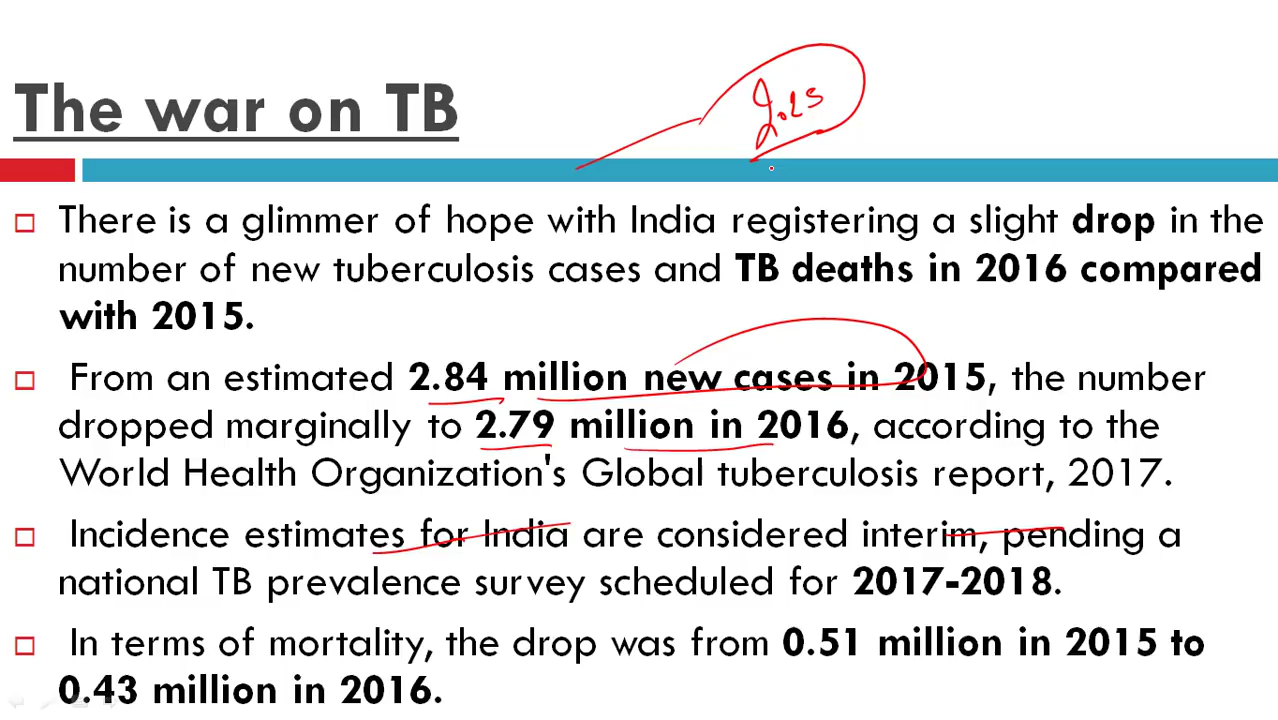 The war on TB
2025
There is a glimmer of hope with India registering a slight drop in the
number of new tuberculosis cases and TB deaths in 2016 compared
with 2015.
From an estimated 2.84 million new cases in 2015, the number
dropped marginally to 2.79 million in 2016, according to the
World Health Organization's Global tuberculosis report, 2017.
Incidence estimates for India are considered interim, pending a
national TB prevalence survey scheduled for 2017-2018.
In terms of mortality, the drop was from 0.51 million in 2015 to
0.43 million in 2016.